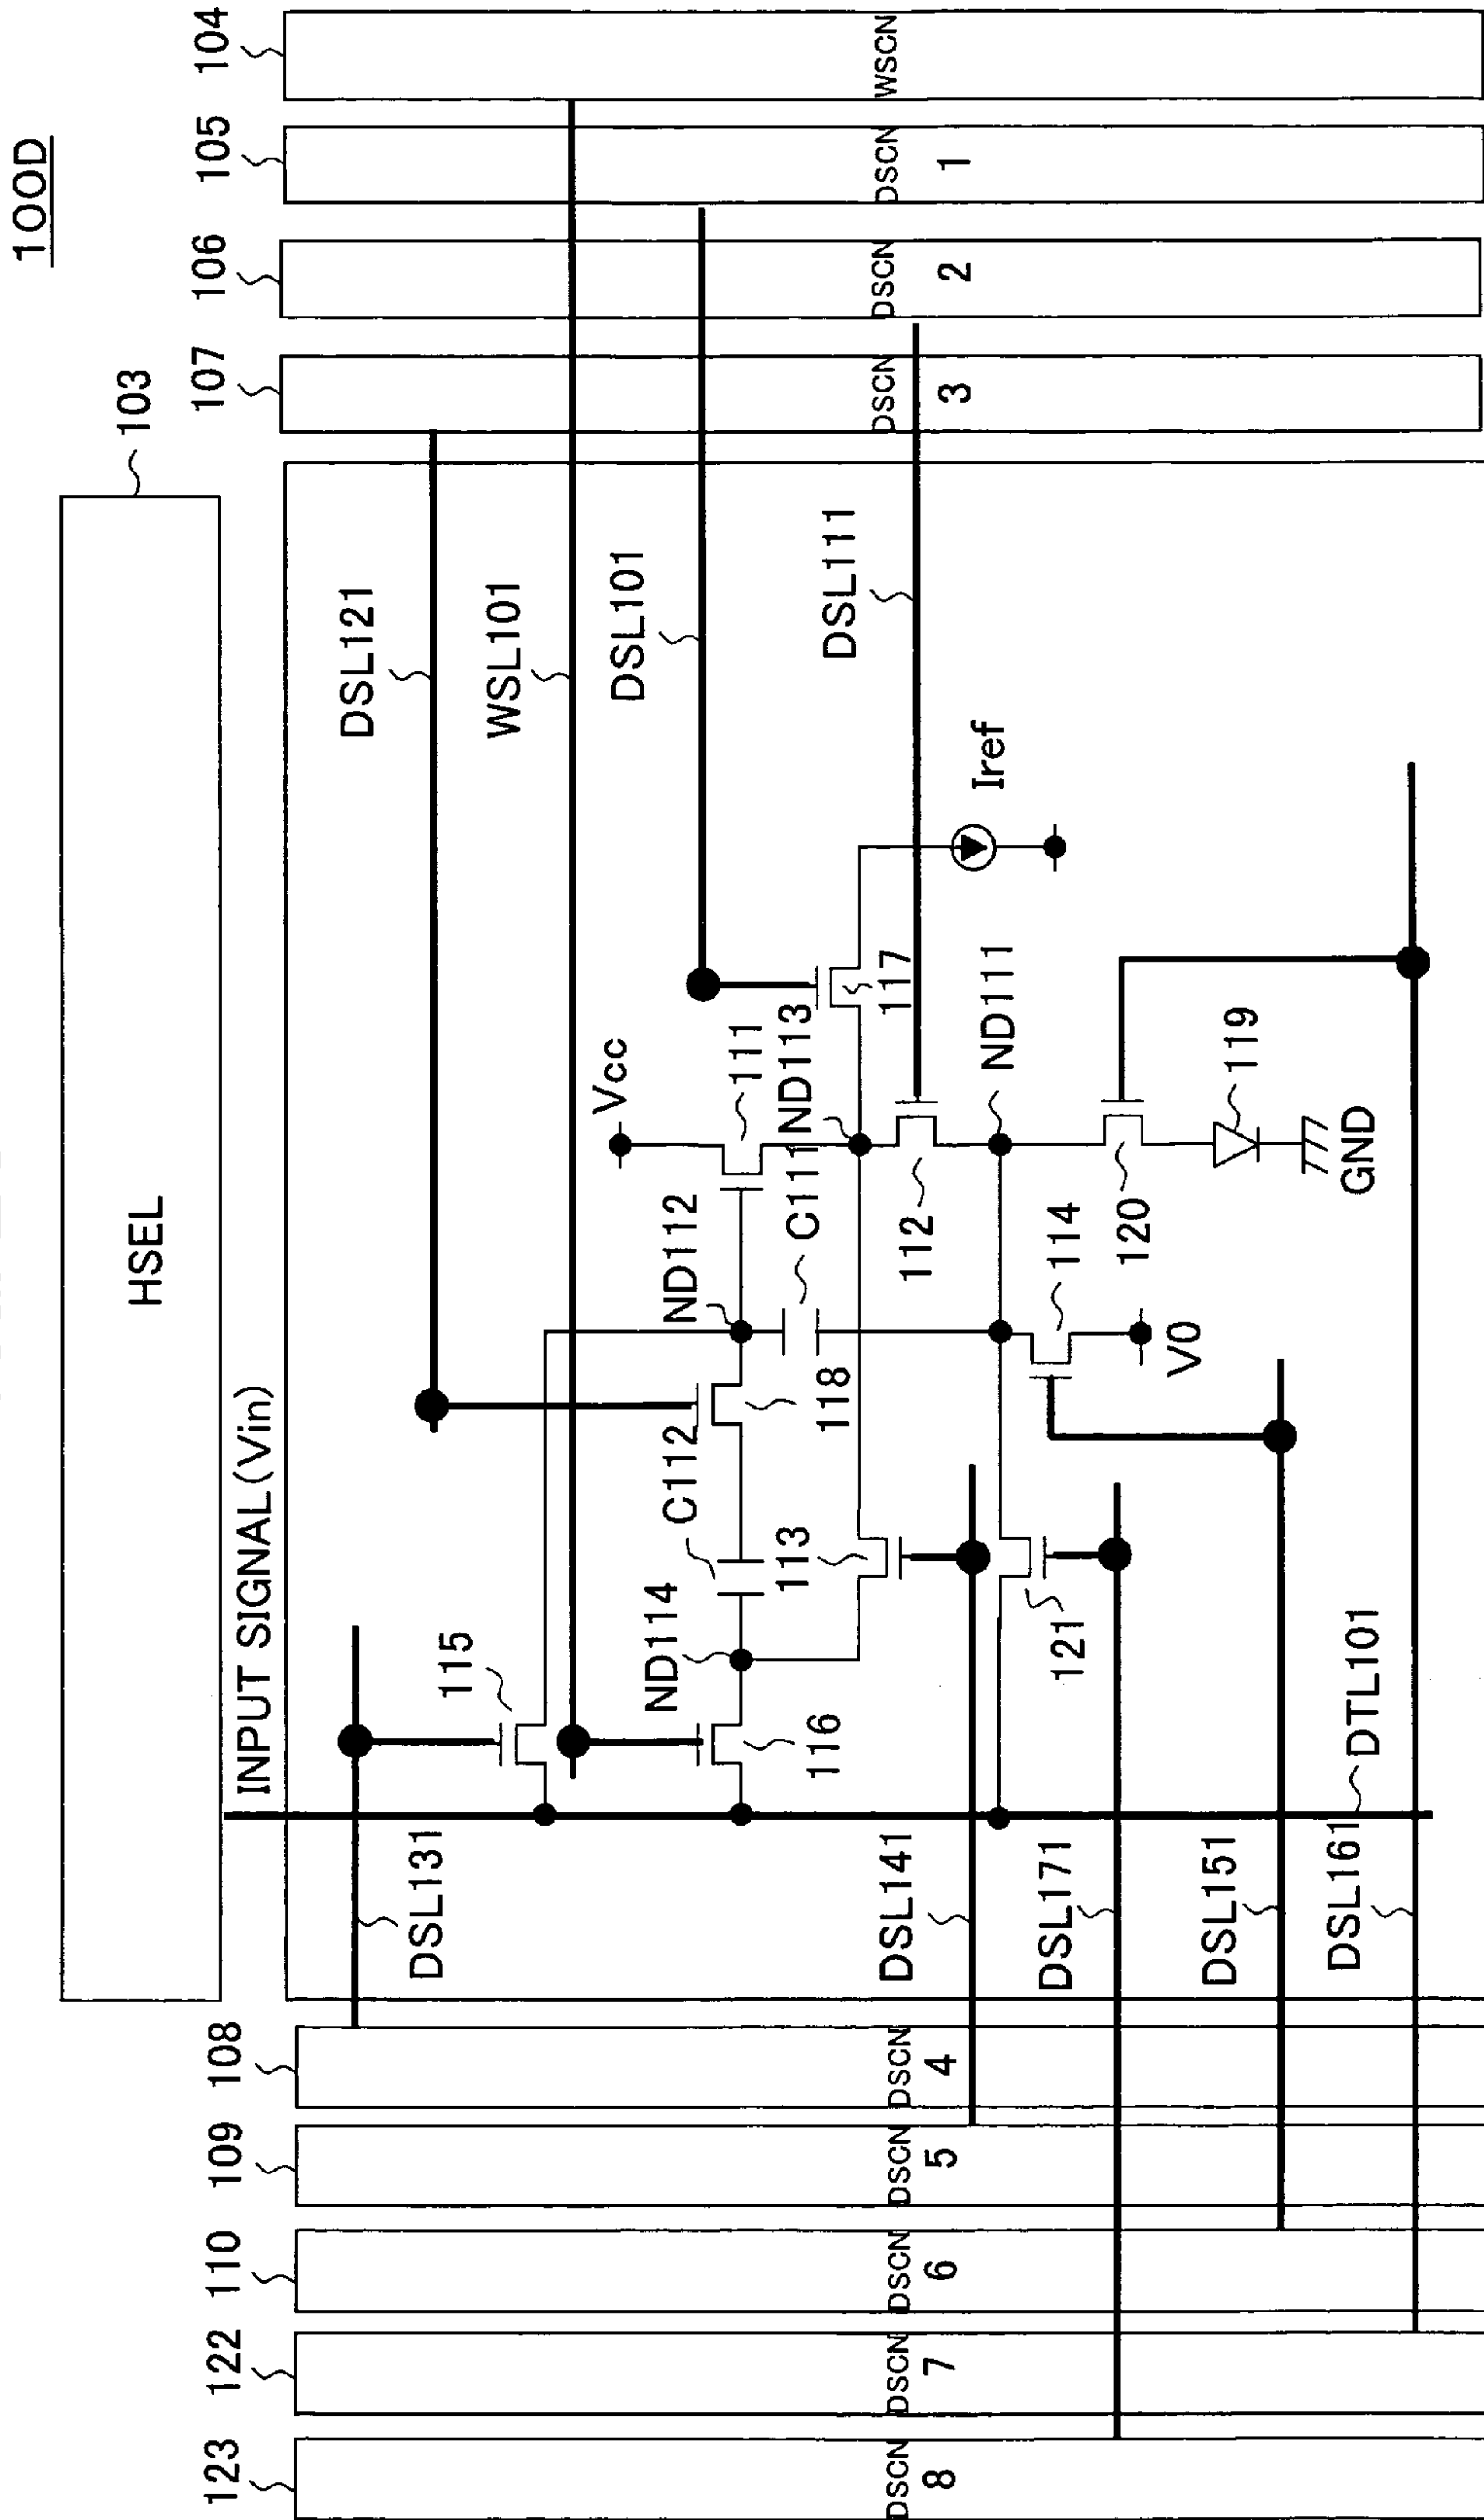 100D
HSEL
103
INPUT SIGNAL(Vin)
123
122
110
109
108
107
106
105
104
DSCN
8
DSCN
7
DSCN
6
DSCN
5
DSCN
4
DSCN
3
DSCN
2
DSCN
1
WSCN
DSL131
DSL121
WSL101
DSL101
DSL111
115
116
ND114
C112
118
ND112
C111
Vcc
111
ND113
117
Iref
113
112
ND111
114
V0
120
119
GND
121
DSL141
DSL171
DSL151
DSL161
DTL101